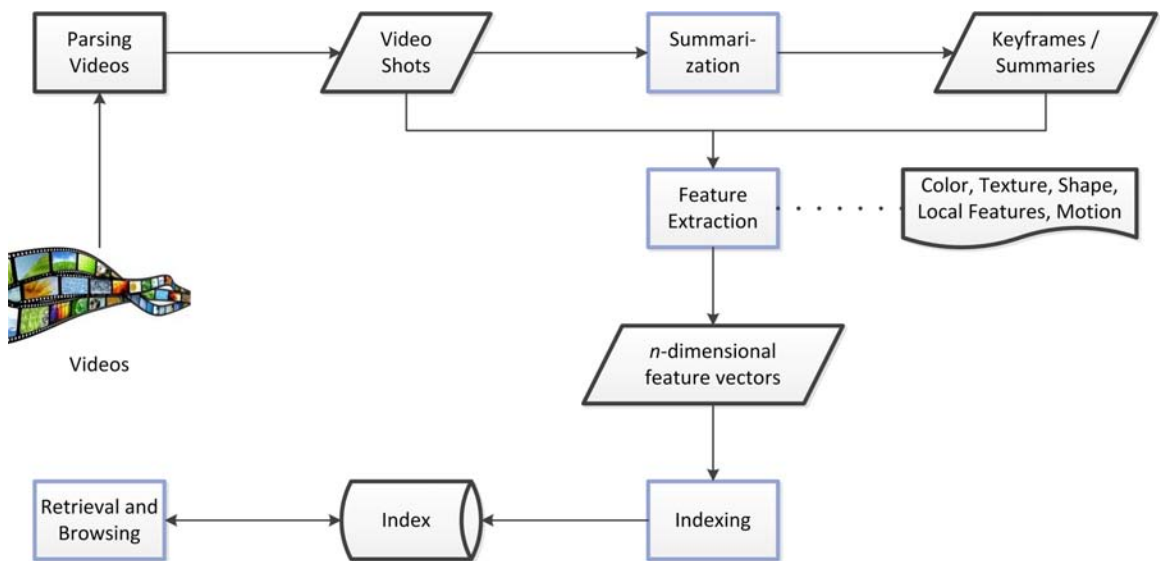 Parsing
Videos
Video
Shots
Summari-
zation
Keyframes /
Summaries
Feature
Extraction
Color, Texture, Shape,
Local Features, Motion
Videos
n-dimensional
feature vectors
Retrieval and
Browsing
Index
Indexing